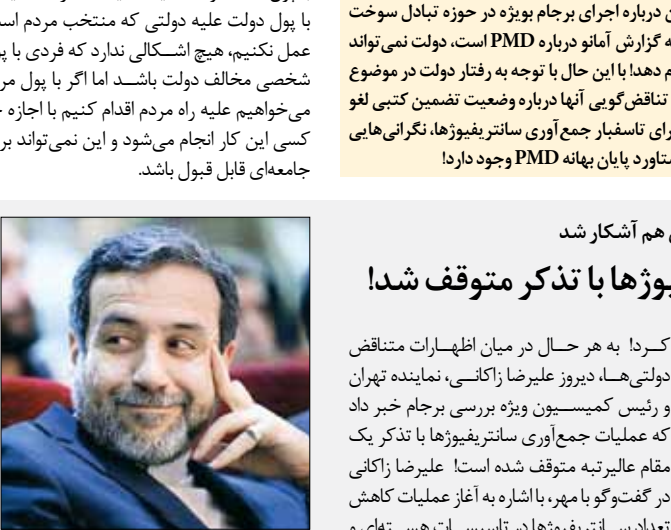 ن درباره اجرای برجام بویژه در حوزه تبادل سوخت
ه گزارش آمانو درباره PMD است، دولت نمی‌تواند
م دهد! با این حال با توجه به رفتار دولت در موضوع
تناقض‌گویی آنها درباره وضعیت تضمین کتبی لغو
رای تاسفبار جمع‌آوری سانتریفیوژها، نگرانی‌هایی
ستاورد پایان بهانه PMD وجود دارد!
با پول دولت علیه دولتی که منتخب مردم اس
عمل نکنیم، هیچ اشکالی ندارد که فردی با پو
شخصی مخالف دولت باشد اما اگر با پول مر
می‌خواهیم علیه راه مردم اقدام کنیم با اجازه
کسی این کار انجام می‌شود و این نمی‌تواند بر
جامعه‌ای قابل قبول باشد.
هم آشکار شد
یوژها با تذکر متوقف شد!
کرد! به هر حال در میان اظهارات متناقض
دولتی‌ها، دیروز علیرضا زاکانی، نماینده تهران
و رئیس کمیسیون ویژه بررسی برجام خبر داد
که عملیات جمع‌آوری سانتریفیوژها با تذکر یک
مقام عالیرتبه متوقف شده است! علیرضا زاکانی
در گفت‌وگو با مهر، با اشاره به آغاز عملیات کاهش
تعداد سانتریفیوژها در تاسیسات هسته‌ای و